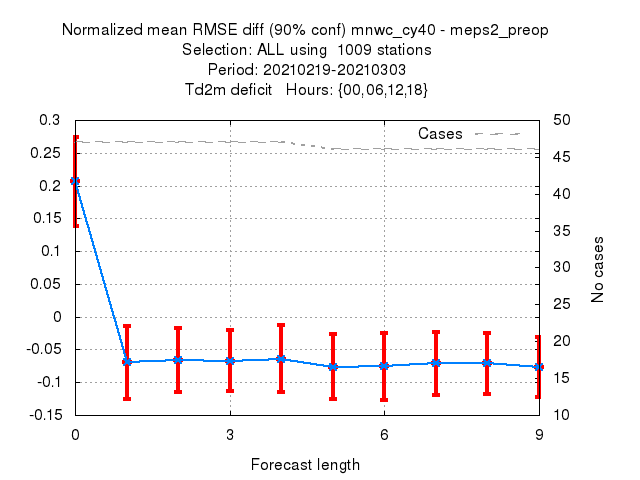 Normalized mean RMSE diff (90% conf) mnwc_cy40 - meps2_preop
Selection: ALL using  1009 stations
Period: 20210219-20210303
Td2m deficit   Hours: {00,06,12,18}
Cases
0.3
0.25
0.2
0.15
0.1
0.05
0
-0.05
-0.1
-0.15
50
45
40
35
30
25
20
15
10
No cases
0 3 6 9
Forecast length